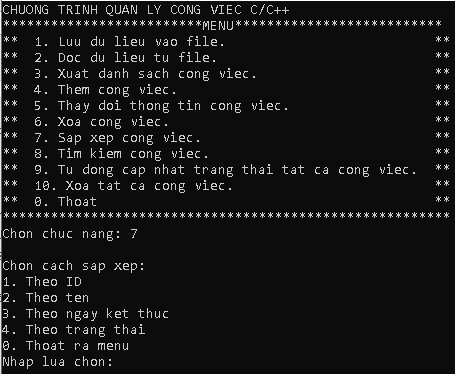 CHUONG TRINH QUAN LY CONG VIEC C/C++
*************************MENU**************************
** 1. Luu du lieu vao file. **
** 2. Doc du lieu tu file. **
** 3. Xuat danh sach cong viec. **
** 4. Them cong viec. **
** 5. Thay doi thong tin cong viec. **
** 6. Xoa cong viec. **
** 7. Sap xep cong viec. **
** 8. Tim kiem cong viec. **
** 9. Tu dong cap nhat trang thai tat ca cong viec. **
** 10. Xoa tat ca cong viec. **
** 0. Thoat **
*******************************************************
Chon chuc nang: 7
Chon cach sap xep:
1. Theo ID
2. Theo ten
3. Theo ngay ket thuc
4. Theo trang thai
0. Thoat ra menu
Nhap lua chon: